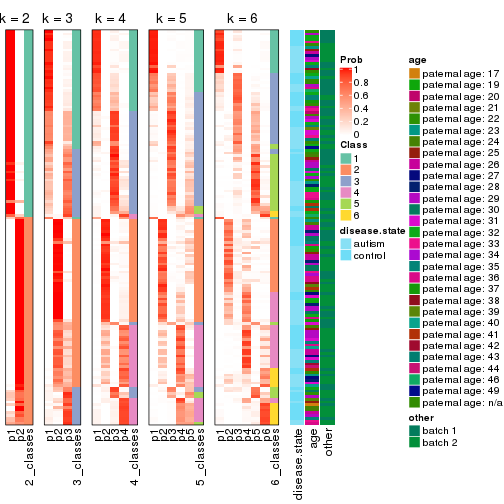 k = 2 k = 3 k = 4 k = 5 k = 6
p1
p2
2_classes
p1
p2
p3
3_classes
p1
p2
p3
p4
4_classes
p1
p2
p3
p4
p5
5_classes
p1
p2
p3
p4
p5
p6
6_classes
disease.state
age
other
Prob
1
0.8
0.6
0.4
0.2
0
Class
1
2
3
4
5
6
disease.state
autism
control
age
paternal age: 17
paternal age: 19
paternal age: 20
paternal age: 21
paternal age: 22
paternal age: 23
paternal age: 24
paternal age: 25
paternal age: 26
paternal age: 27
paternal age: 28
paternal age: 29
paternal age: 30
paternal age: 31
paternal age: 32
paternal age: 33
paternal age: 34
paternal age: 35
paternal age: 36
paternal age: 37
paternal age: 38
paternal age: 39
paternal age: 40
paternal age: 41
paternal age: 42
paternal age: 43
paternal age: 44
paternal age: 46
paternal age: 49
paternal age: n/a
other
batch 1
batch 2